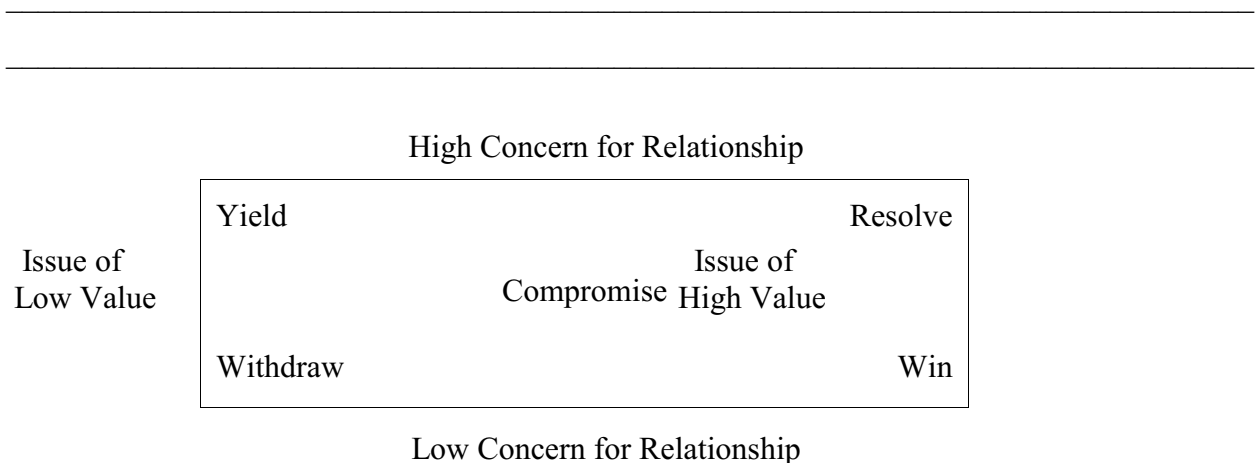 High Concern for Relationship
Yield Resolve
Issue of Issue of
Low Value Compromise High Value
Withdraw Win
Low Concern for Relationship